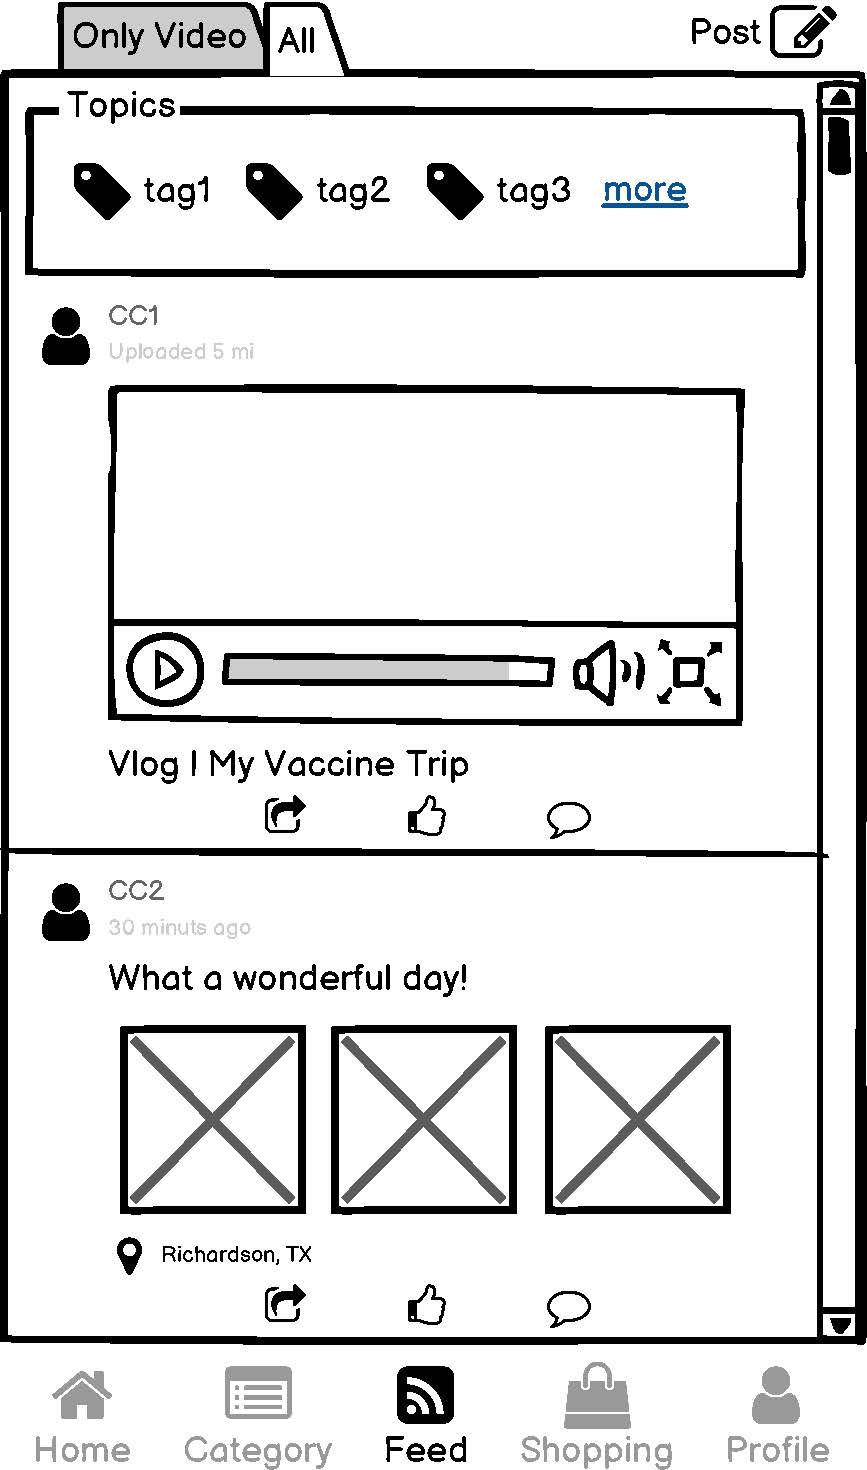 Only Video All Post
Topics
tag1 tag2 tag3 more
CC1
Uploaded 5 mi
Vlog | My Vaccine Trip
CC2
30 minuts ago
What a wonderful day!
Richardson, TX
Home Category Feed Shopping Profile